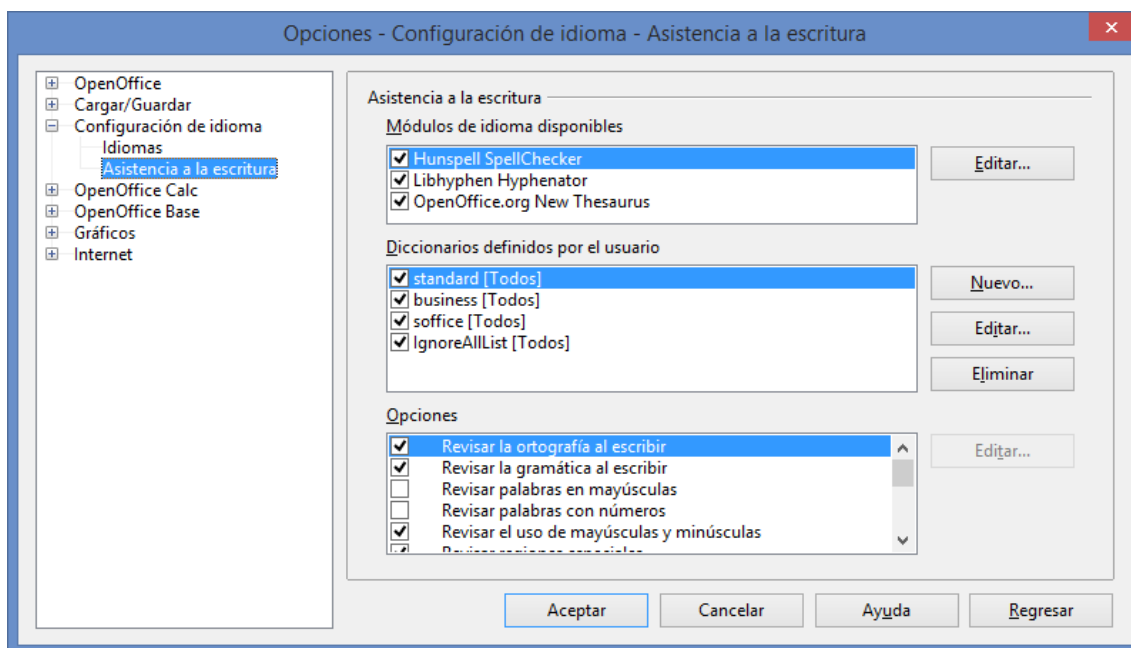 Opciones - Configuración de idioma - Asistencia a la escritura
OpenOffice
Cargar/Guardar
Configuración de idioma
Idiomas
Asistencia a la escritura
OpenOffice Calc
OpenOffice Base
Gráficos
Internet
Asistencia a la escritura
Módulos de idioma disponibles
Hunspell SpellChecker
Libhyphen Hyphenator
OpenOffice.org New Thesaurus
Editar...
Diccionarios definidos por el usuario
standard [Todos]
business [Todos]
soffice [Todos]
IgnoreAllList [Todos]
Nuevo...
Editar...
Eliminar
Opciones
Revisar la ortografía al escribir
Revisar la gramática al escribir
Revisar palabras en mayúsculas
Revisar palabras con números
Revisar el uso de mayúsculas y minúsculas
Revisar regiones especiales
Editar...
Aceptar
Cancelar
Ayuda
Regresar